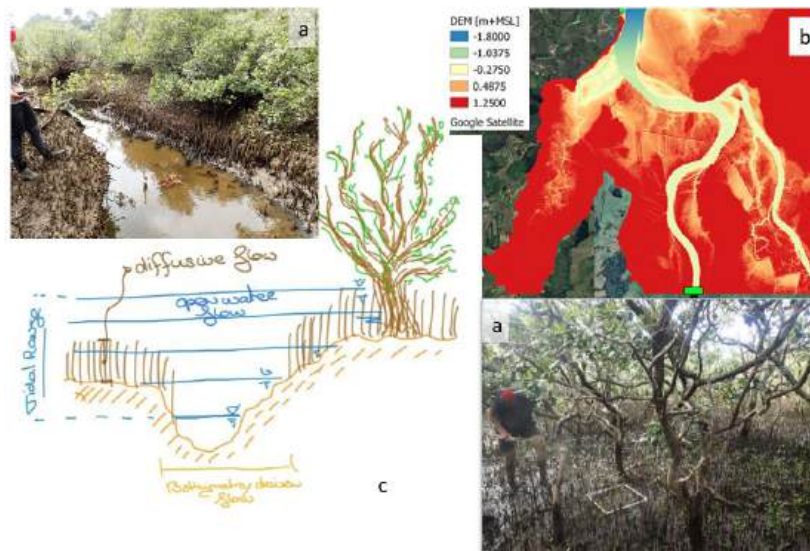 a
DEM [m+MSL]
-1.8000
-1.0375
-0.2750
0.4875
1.2500
Google Satellite
b
diffusive flow
open water
flow
Tidal Range
Bathymetry driven
flow
c
a